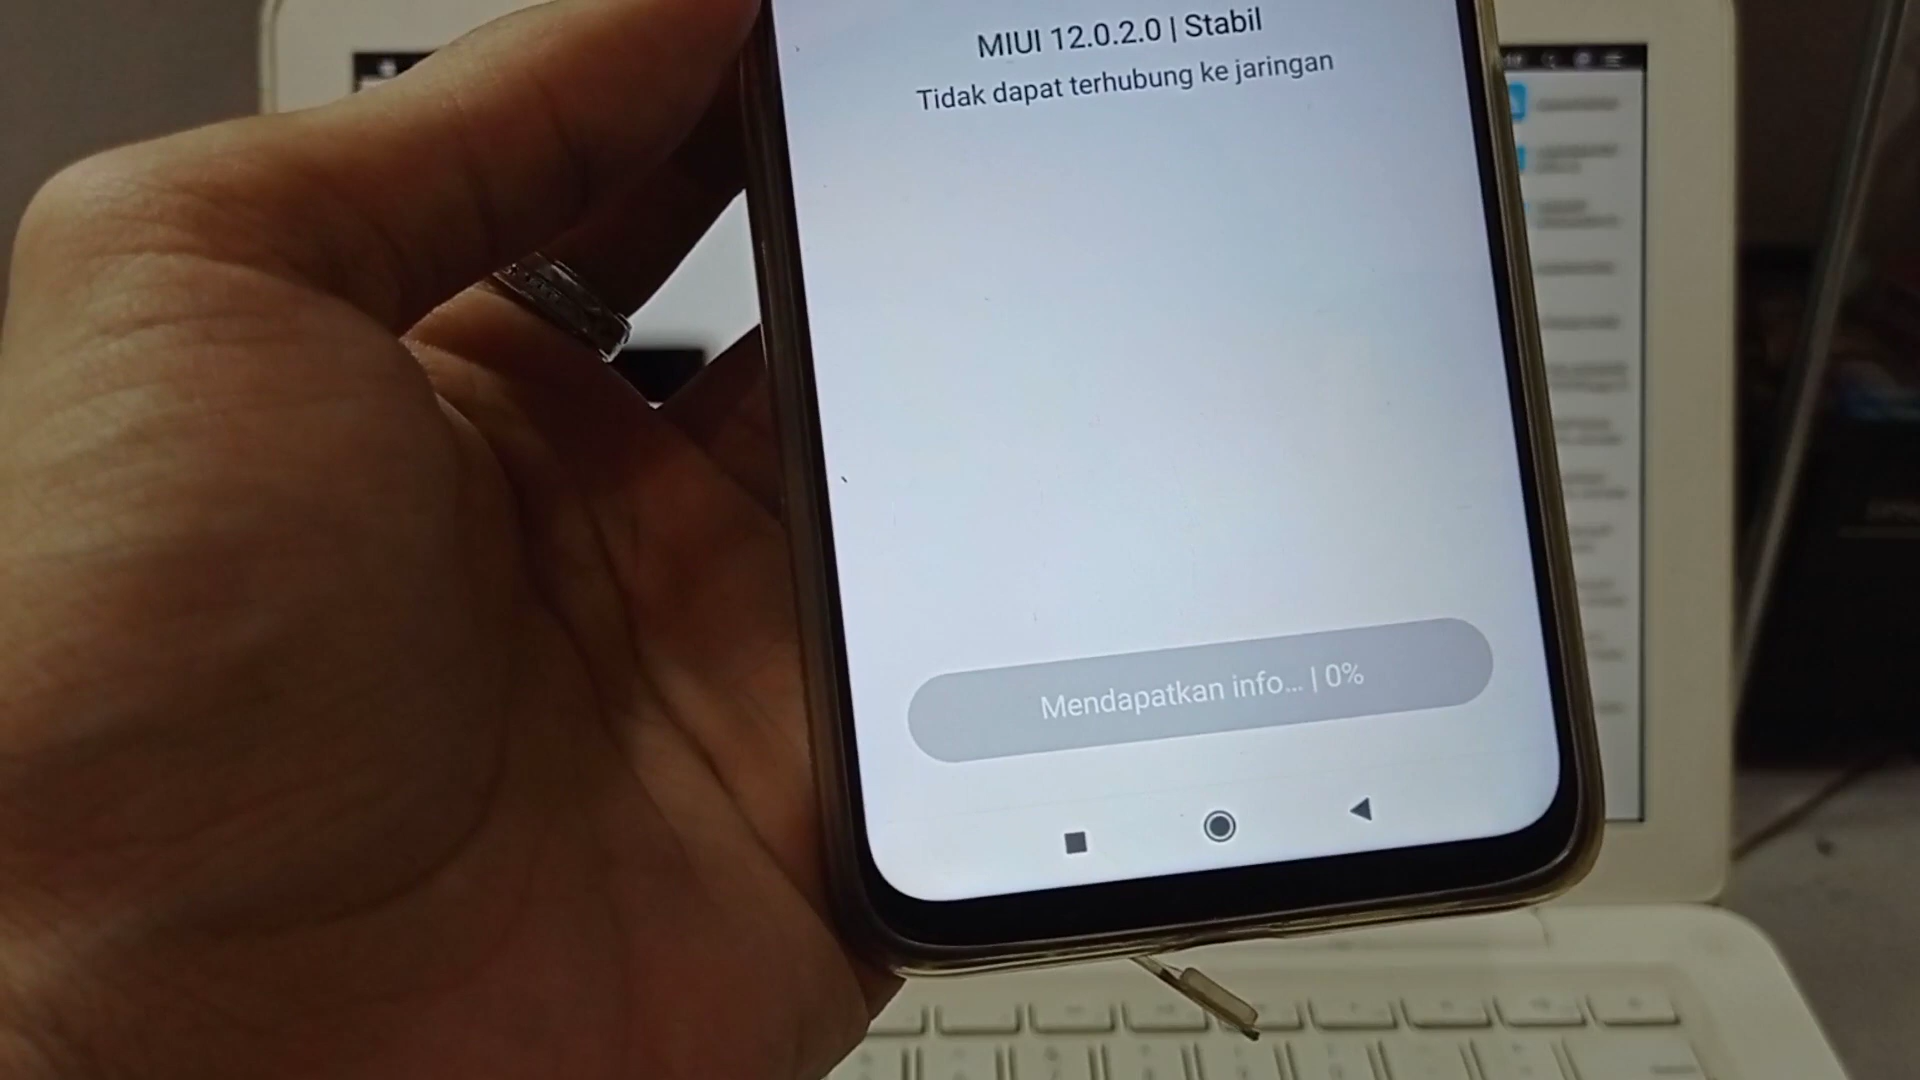 MIUI 12.0.2.0 | Stabil
Tidak dapat terhubung ke jaringan
Mendapatkan info... | 0%